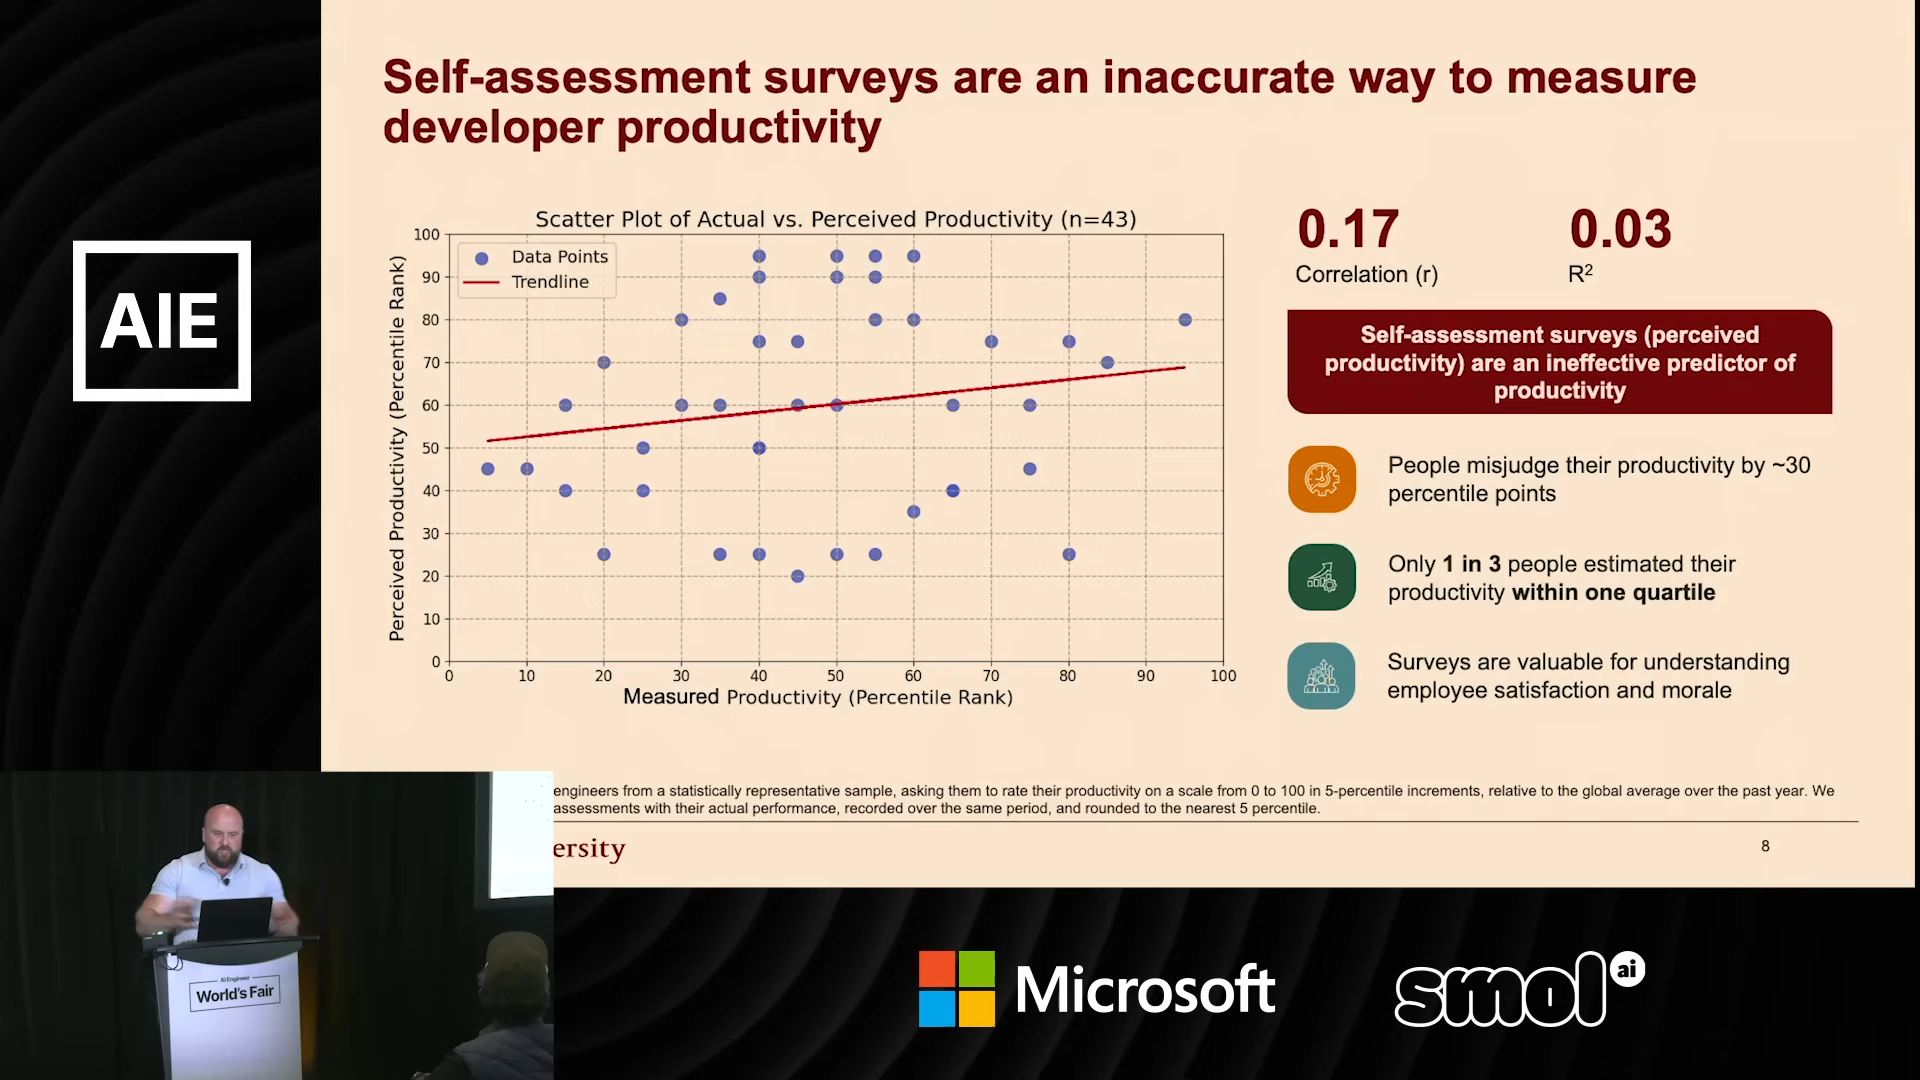 Self-assessment surveys are an inaccurate way to measure
developer productivity
AIE
Scatter Plot of Actual vs. Perceived Productivity (n=43)
Data Points
Trendline
Perceived Productivity (Percentile Rank)
100
90
80
70
60
50
40
30
20
10
0
0 10 20 30 40 50 60 70 80 90 100
Measured Productivity (Percentile Rank)
0.17
Correlation (r)
0.03
R²
Self-assessment surveys (perceived
productivity) are an ineffective predictor of
productivity
People misjudge their productivity by ~30
percentile points
Only 1 in 3 people estimated their
productivity within one quartile
Surveys are valuable for understanding
employee satisfaction and morale
engineers from a statistically representative sample, asking them to rate their productivity on a scale from 0 to 100 in 5-percentile increments, relative to the global average over the past year. We
assessments with their actual performance, recorded over the same period, and rounded to the nearest 5 percentile.
ersity
8
AI Engineer
World's Fair
Microsoft
smol ai